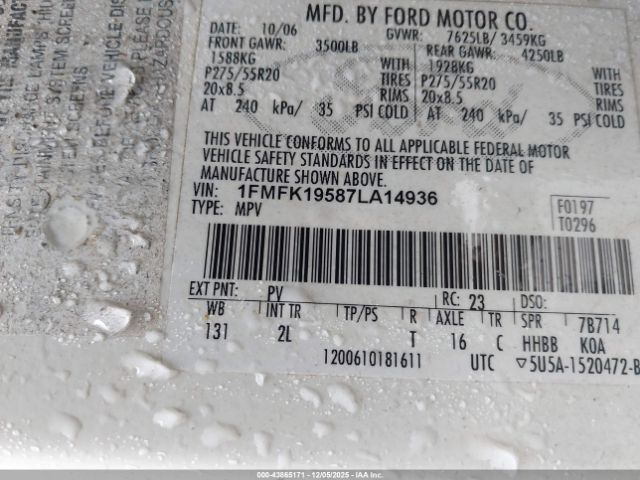 MFD. BY FORD MOTOR CO.
DATE: 10/06 GVWR: 7625LB/ 3459KG
FRONT GAWR: 3500LB REAR GAWR: 4250LB
1588KG WITH 1928KG WITH
P275/55R20 TIRES P275/55R20 TIRES
20x8.5 RIMS 20x8.5 RIMS
AT 240 kPa/ 35 PSI COLD AT 240 kPa/ 35 PSI COLD
THIS VEHICLE CONFORMS TO ALL APPLICABLE FEDERAL MOTOR
VEHICLE SAFETY STANDARDS IN EFFECT ON THE DATE OF
MANUFACTURE SHOWN ABOVE.
VIN: 1FMFK19587LA14936
TYPE: MPV
F0197
T0296
EXT PNT: PV RC: 23 DSO:
WB INT TR TP/PS R AXLE TR SPR 7B714
131 2L T 16 C HHBB KOA
1200610181611 UTC ▽5U5A-1520472-B
00-43865171 - 12/05/2025 - IAAI.COM